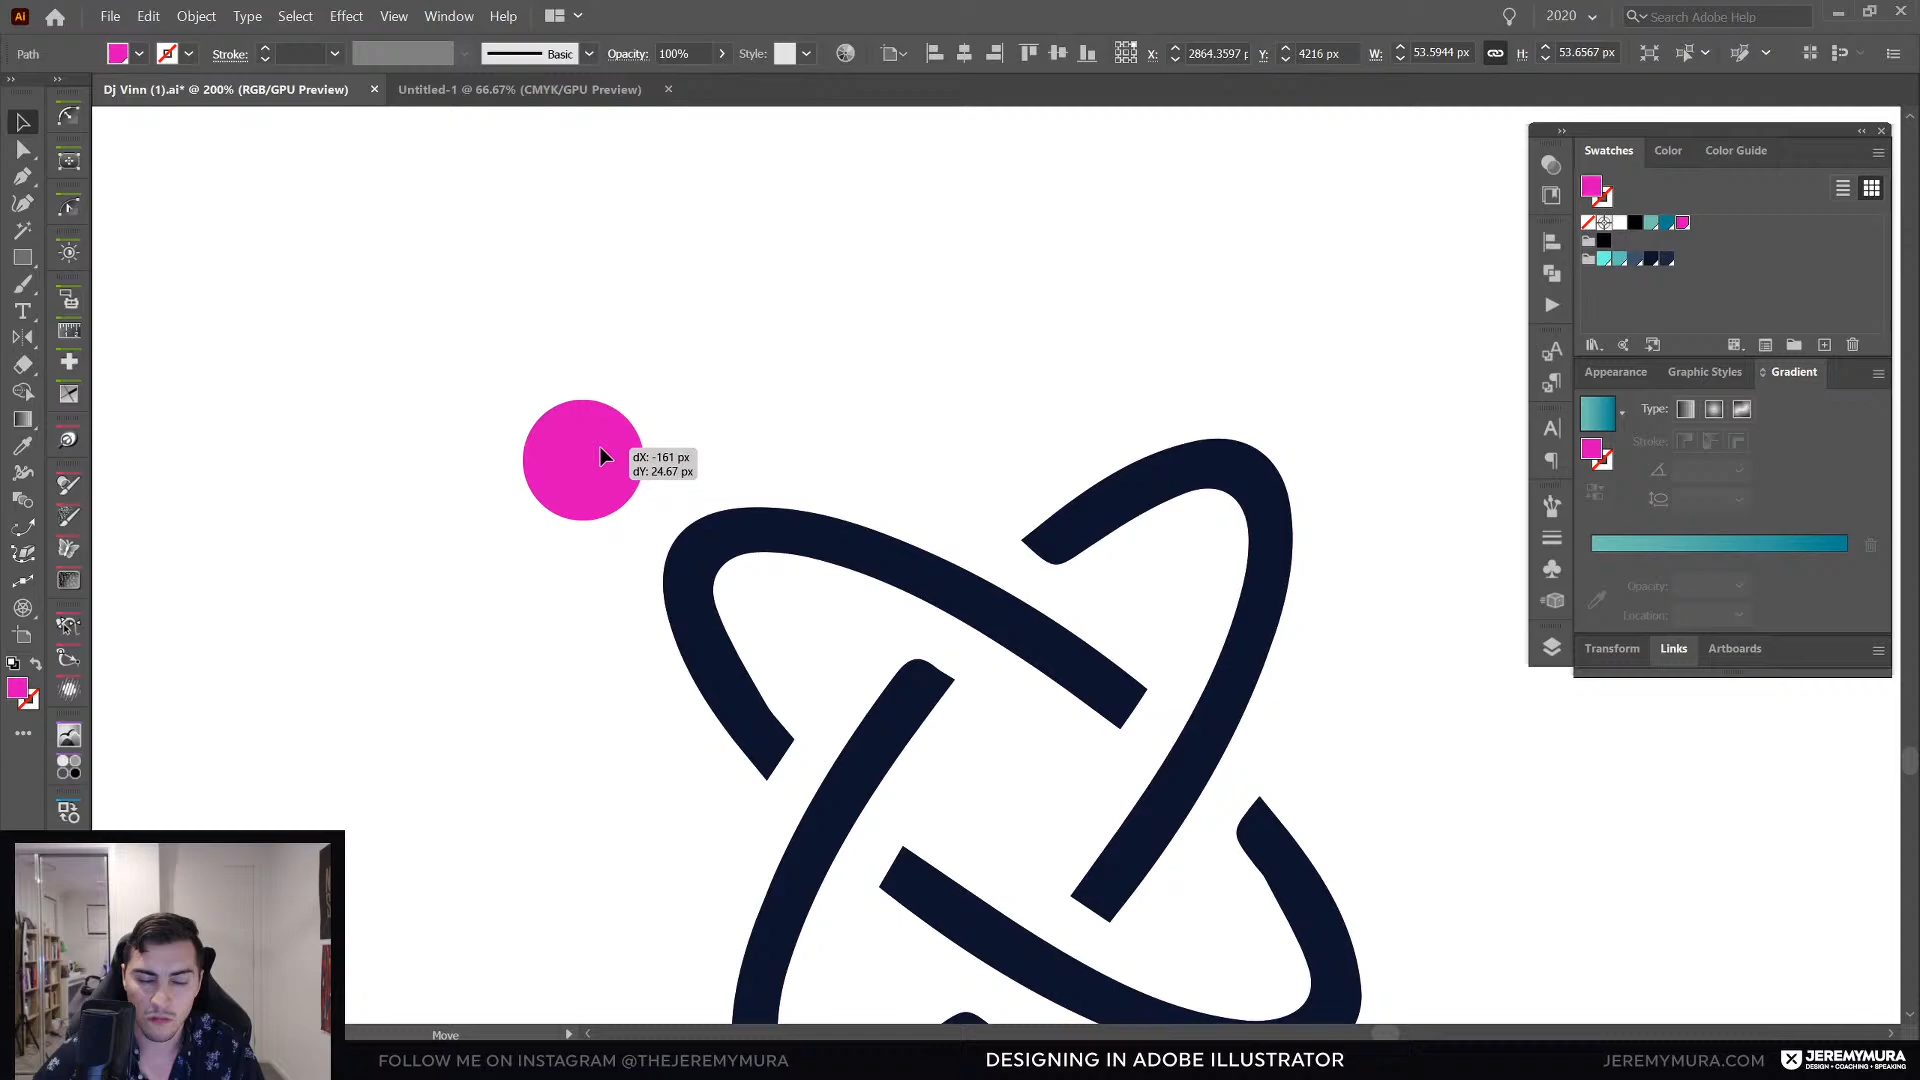 Ai File Edit Object Type Select Effect View Window Help 2020 Search Adobe Help
Path Stroke: Basic Opacity: 100% Style: X: 2864.3597 p Y: 4216 px W: 53.5944 px H: 53.6567 px
Dj Vinn (1).ai* @ 200% (RGB/GPU Preview) Untitled-1 @ 66.67% (CMYK/GPU Preview)
Swatches Color Color Guide
Appearance Graphic Styles Gradient
Type:
Stroke:
dX: -161 px
dY: 24.67 px
Opacity:
Location:
Transform Links Artboards
Move
FOLLOW ME ON INSTAGRAM @THEJEREMYMURA DESIGNING IN ADOBE ILLUSTRATOR JEREMYMURA.COM JEREMYMURA
DESIGN • COACHING • SPEAKING